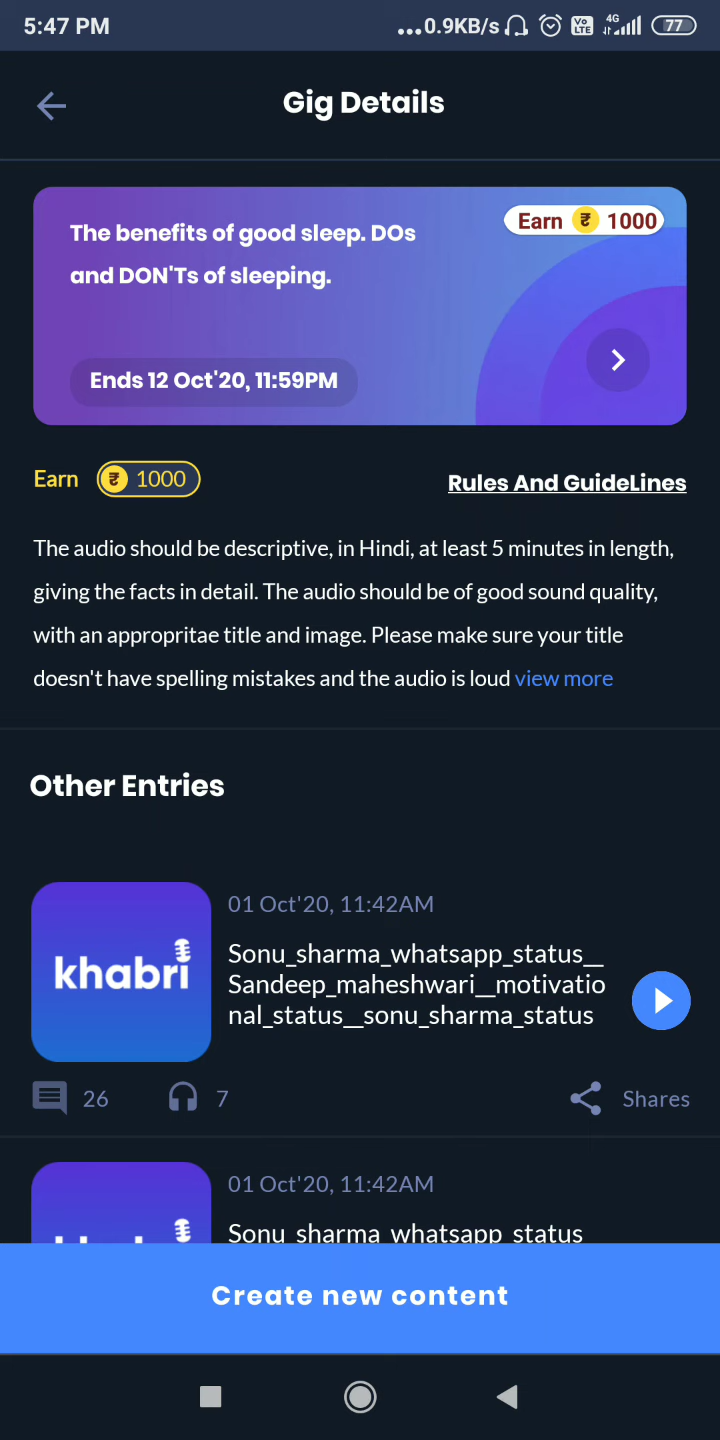 5:47 PM
...0.9KB/s
Vo LTE
4G
77
Gig Details
The benefits of good sleep. DOs
and DON'Ts of sleeping.
Earn ₹ 1000
Ends 12 Oct'20, 11:59PM
Earn ₹ 1000
Rules And GuideLines
The audio should be descriptive, in Hindi, at least 5 minutes in length,
giving the facts in detail. The audio should be of good sound quality,
with an appropritae title and image. Please make sure your title
doesn't have spelling mistakes and the audio is loud view more
Other Entries
khabri
01 Oct'20, 11:42AM
Sonu_sharma_whatsapp_status__
Sandeep_maheshwari__motivatio
nal_status__sonu_sharma_status
26
7
Shares
01 Oct'20, 11:42AM
Sonu_sharma_whatsapp_status
Create new content